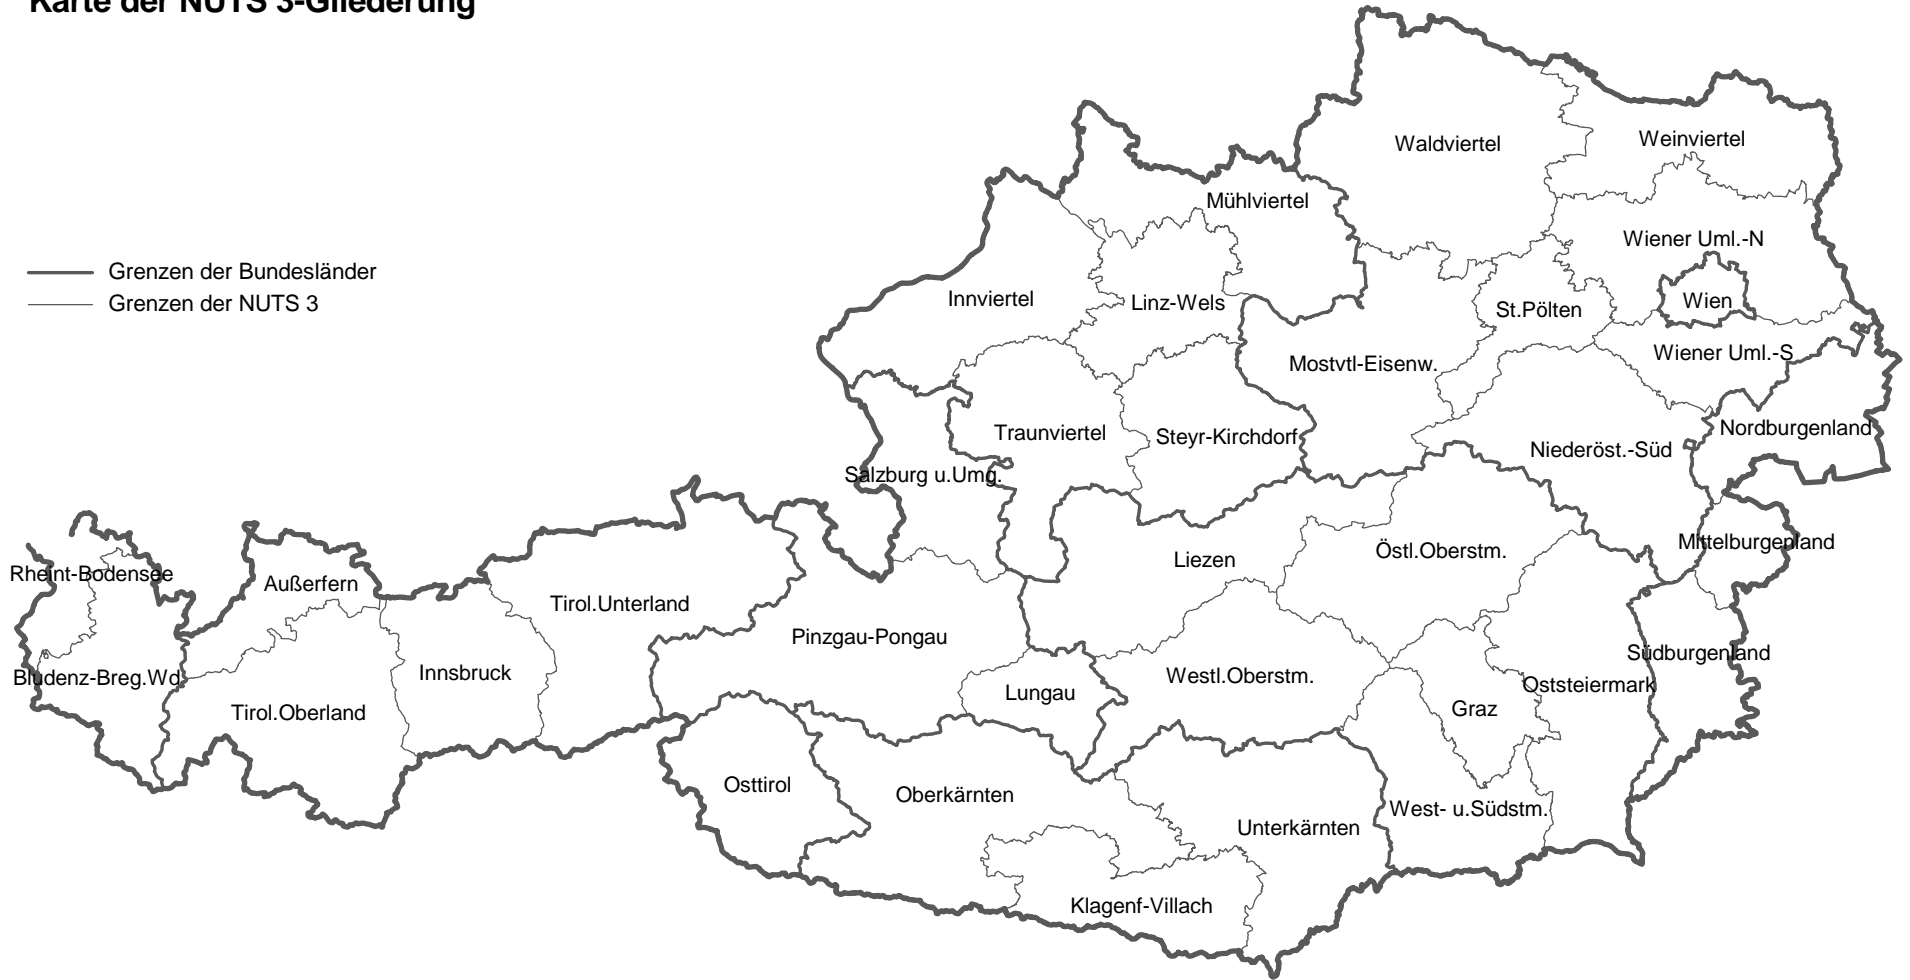 Karte der NUTS 3-Gliederung
Grenzen der Bundesländer
Grenzen der NUTS 3
Waldviertel
Weinviertel
Mühlviertel
Wiener Uml.-N
Innviertel
Linz-Wels
St.Pölten
Wien
Mostvtl-Eisenw.
Wiener Uml.-S
Traunviertel
Steyr-Kirchdorf
Niederöst.-Süd
Nordburgenland
Salzburg u.Umg.
Rheint-Bodensee
Außerfern
Tirol.Unterland
Liezen
Östl.Oberstm.
Mittelburgenland
Pinzgau-Pongau
Bludenz-Breg.Wd
Innsbruck
Lungau
Westl.Oberstm.
Südburgenland
Oststeiermark
Tirol.Oberland
Graz
Osttirol
Oberkärnten
Unterkärnten
West- u.Südstm.
Klagenf-Villach